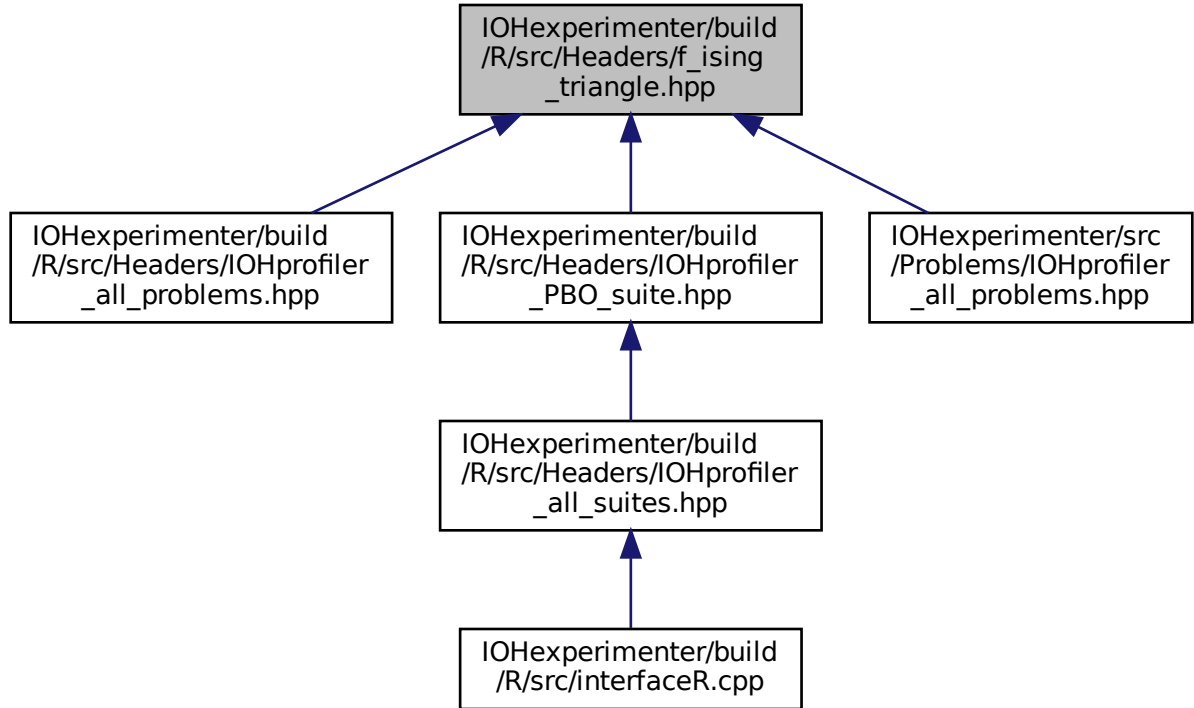 IOHexperimenter/build
/R/src/Headers/f_ising
_triangle.hpp
IOHexperimenter/build
/R/src/Headers/IOHprofiler
_all_problems.hpp
IOHexperimenter/build
/R/src/Headers/IOHprofiler
_PBO_suite.hpp
IOHexperimenter/src
/Problems/IOHprofiler
_all_problems.hpp
IOHexperimenter/build
/R/src/Headers/IOHprofiler
_all_suites.hpp
IOHexperimenter/build
/R/src/interfaceR.cpp